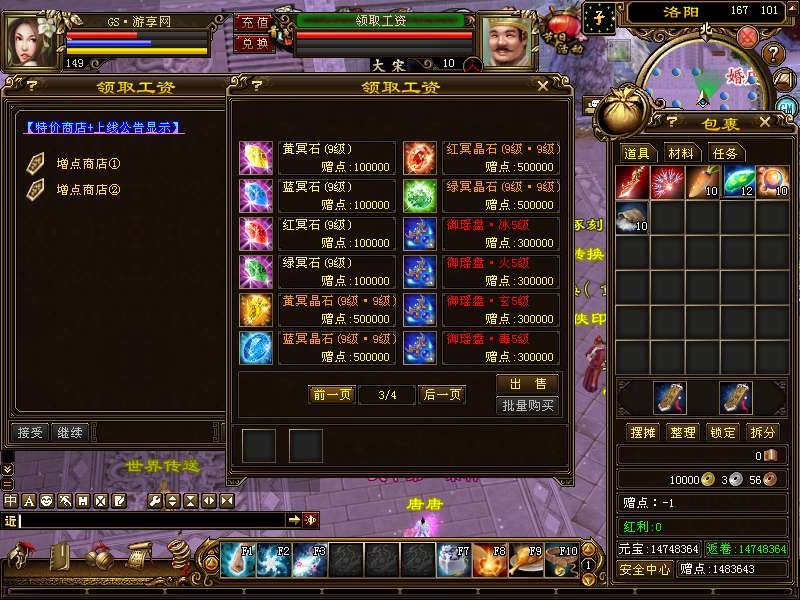 GS·游享网
149
充值
兑换
领取工资
大宋
10
洛阳
167 101
北
领取工资
【特价商店+上线公告显示】
增点商店①
增点商店②
接受
继续
领取工资
黄冥石(9级)
赠点:100000
红冥晶石(9级·9级)
赠点:500000
蓝冥石(9级)
赠点:100000
绿冥晶石(9级·9级)
赠点:500000
红冥石(9级)
赠点:100000
御瑶盘·冰5级
赠点:300000
绿冥石(9级)
赠点:100000
御瑶盘·火5级
赠点:300000
黄冥晶石(9级·9级)
赠点:500000
御瑶盘·玄5级
赠点:300000
蓝冥晶石(9级·9级)
赠点:500000
御瑶盘·毒5级
赠点:300000
前一页
3/4
后一页
出 售
批量购买
包裹
道具
材料
任务
10
12
10
10
摆摊
整理
锁定
拆分
0
10000 3 56
赠点:-1
红利:0
元宝:14748364
返卷:14748364
安全中心
赠点:1483643
世界传送
唐唐
近
F1
F2
F3
F7
F8
F9
F10
1